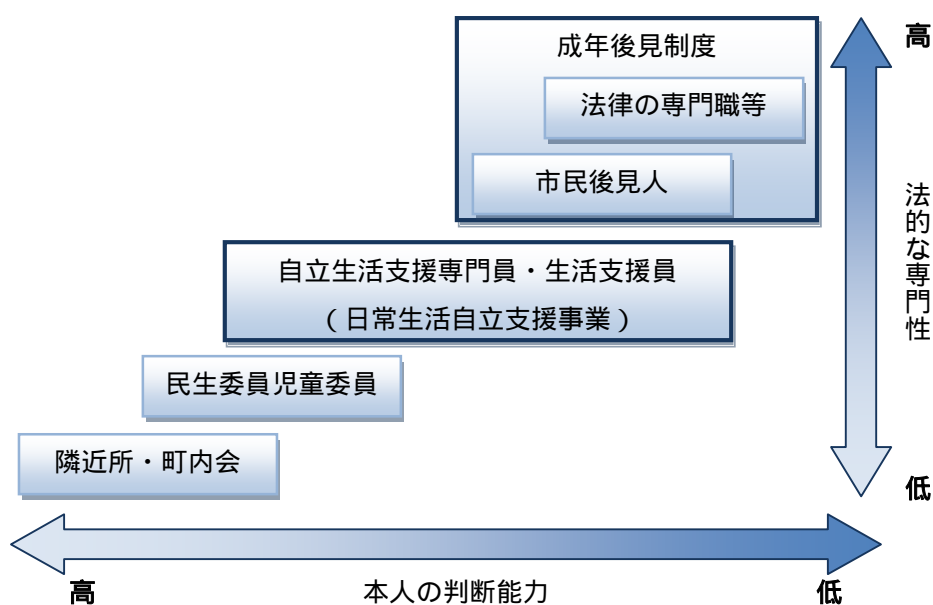 成年後見制度
高
法律の専門職等
市民後見人
法的な専門性
自立生活支援専門員・生活支援員
（日常生活自立支援事業）
民生委員児童委員
隣近所・町内会
低
高
本人の判断能力
低